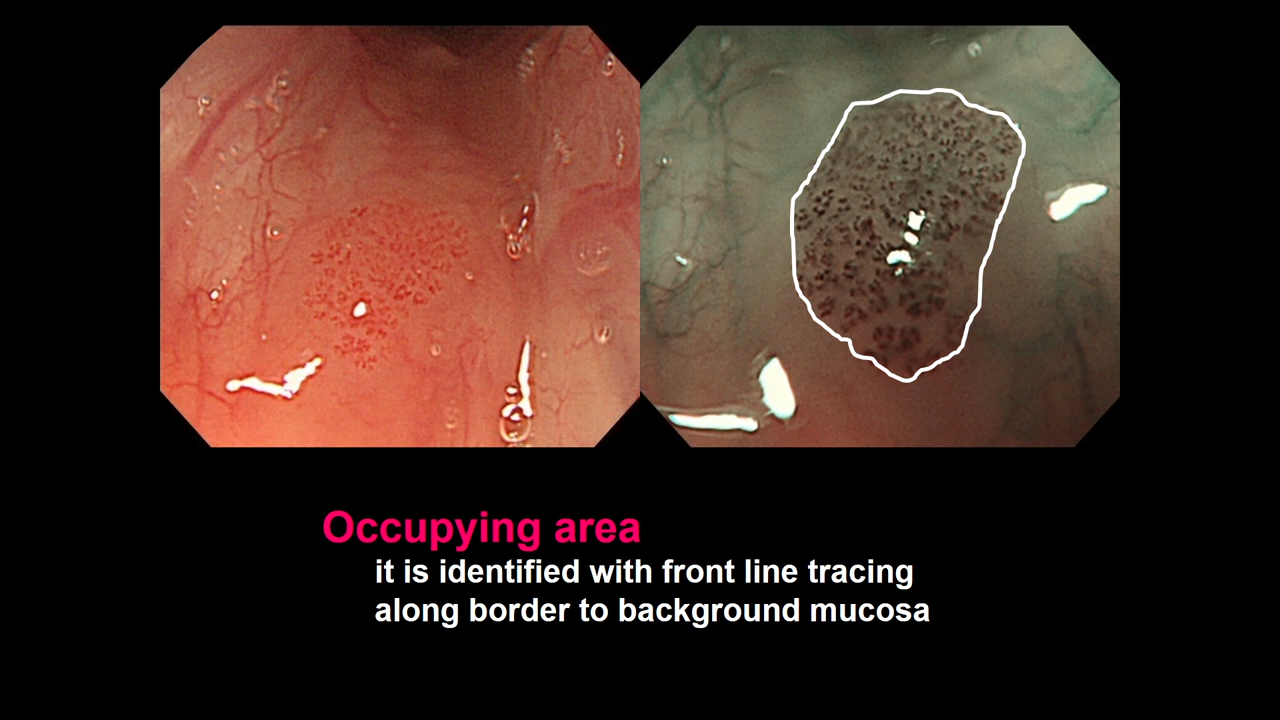 Occupying area
it is identified with front line tracing
along border to background mucosa